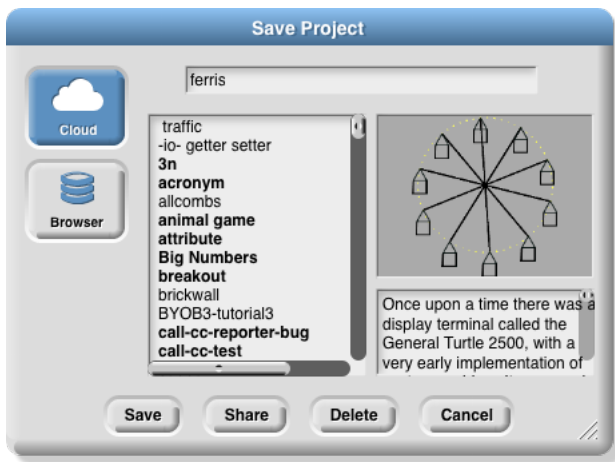 Save Project
ferris
Cloud
Browser
traffic
-io- getter setter
3n
acronym
allcombs
animal game
attribute
Big Numbers
breakout
brickwall
BYOB3-tutorial3
call-cc-reporter-bug
call-cc-test
Once upon a time there was a
display terminal called the
General Turtle 2500, with a
very early implementation of
Save
Share
Delete
Cancel